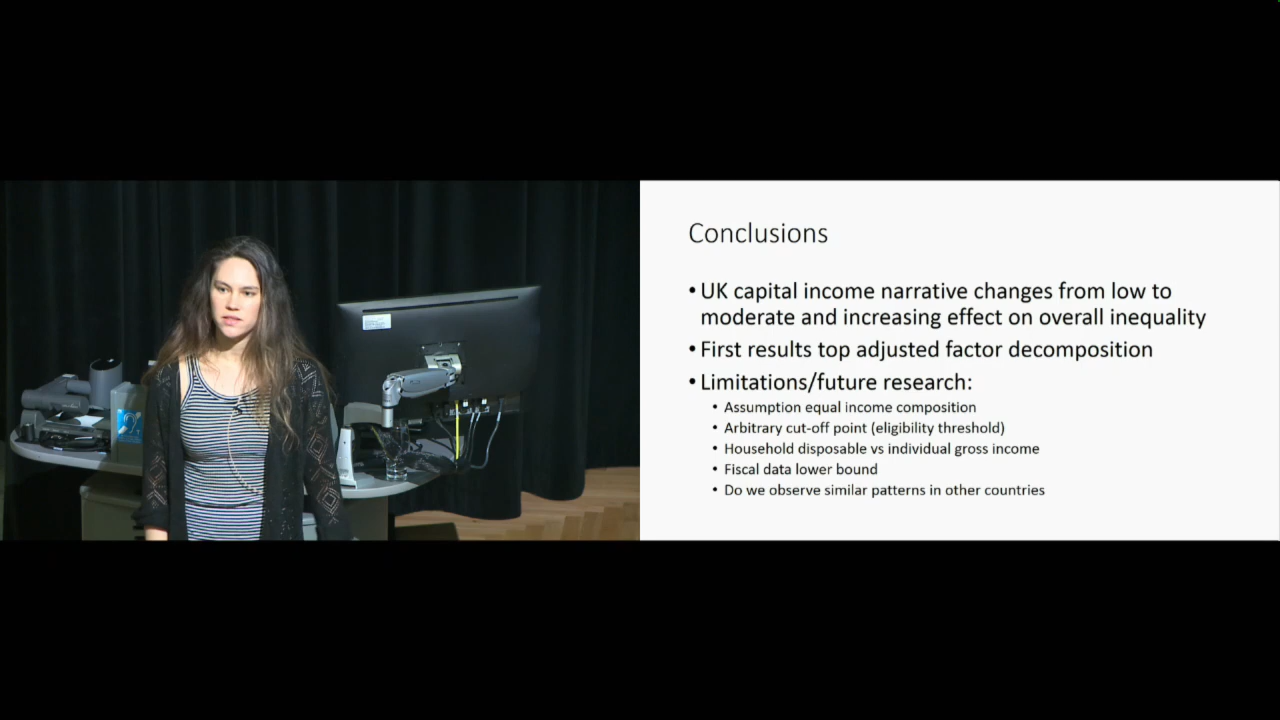 Conclusions
• UK capital income narrative changes from low to
moderate and increasing effect on overall inequality
• First results top adjusted factor decomposition
• Limitations/future research:
• Assumption equal income composition
• Arbitrary cut-off point (eligibility threshold)
• Household disposable vs individual gross income
• Fiscal data lower bound
• Do we observe similar patterns in other countries